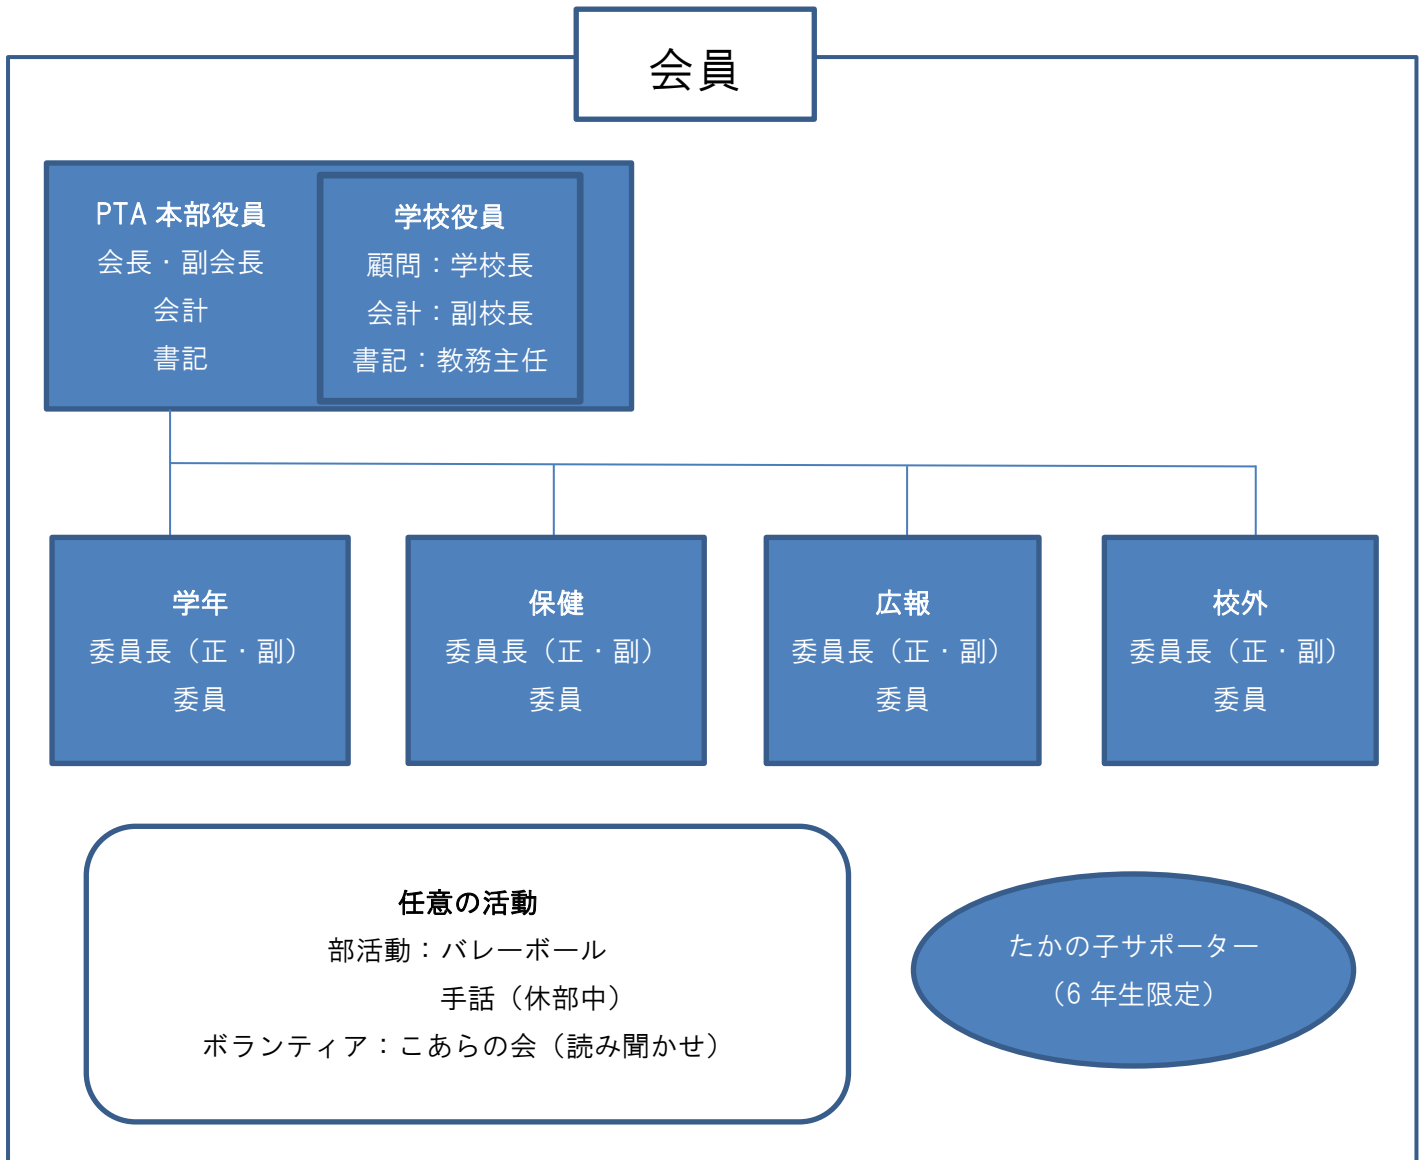 会員
PTA 本部役員
会長・副会長
会計
書記
学校役員
顧問：学校長
会計：副校長
書記：教務主任
学年
委員長（正・副）
委員
保健
委員長（正・副）
委員
広報
委員長（正・副）
委員
校外
委員長（正・副）
委員
任意の活動
部活動：バレーボール
手話（休部中）
ボランティア：こあらの会（読み聞かせ）
たかの子サポーター
（6 年生限定）